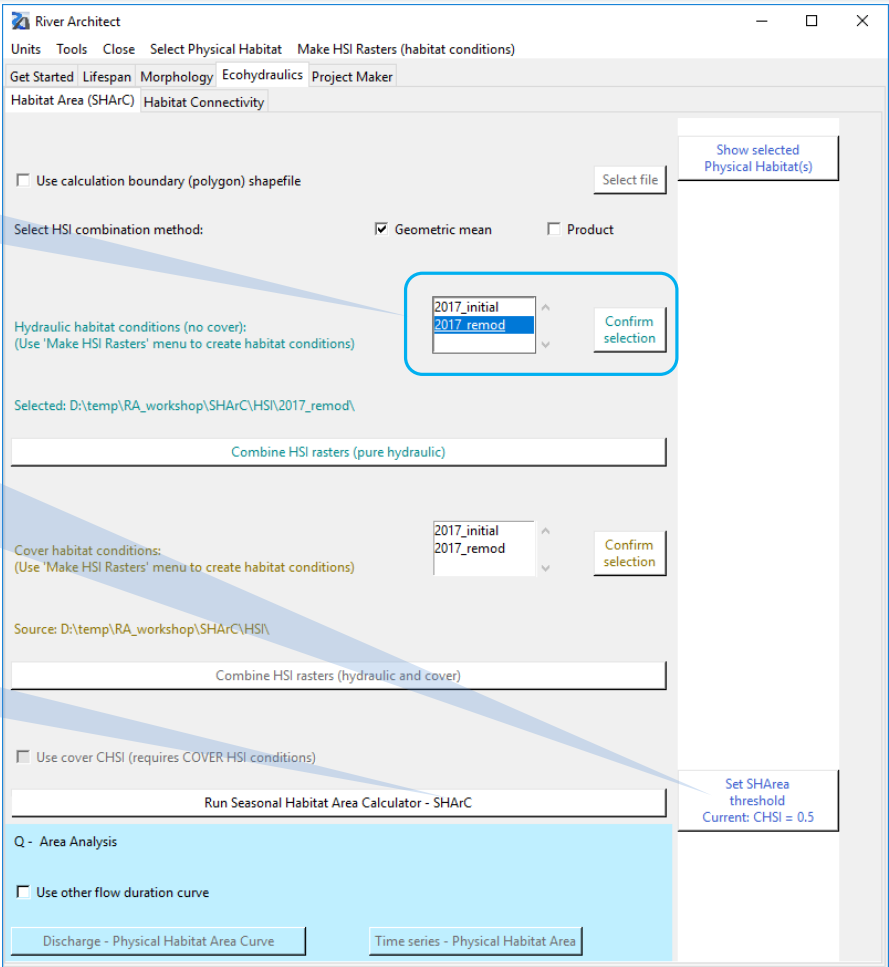 River Architect
Units Tools Close Select Physical Habitat Make HSI Rasters (habitat conditions)
Get Started Lifespan Morphology Ecohydraulics Project Maker
Habitat Area (SHArC) Habitat Connectivity
Show selected
Physical Habitat(s)
Use calculation boundary (polygon) shapefile
Select file
Select HSI combination method:
Geometric mean
Product
2017_initial
2017_remod
Hydraulic habitat conditions (no cover):
(Use 'Make HSI Rasters' menu to create habitat conditions)
Confirm
selection
Selected: D:\temp\RA_workshop\SHArC\HSI\2017_remod\
Combine HSI rasters (pure hydraulic)
2017_initial
2017_remod
Cover habitat conditions:
(Use 'Make HSI Rasters' menu to create habitat conditions)
Confirm
selection
Source: D:\temp\RA_workshop\SHArC\HSI\
Combine HSI rasters (hydraulic and cover)
Use cover CHSI (requires COVER HSI conditions)
Run Seasonal Habitat Area Calculator - SHArC
Set SHArea
threshold
Current: CHSI = 0.5
Q - Area Analysis
Use other flow duration curve
Discharge - Physical Habitat Area Curve
Time series - Physical Habitat Area